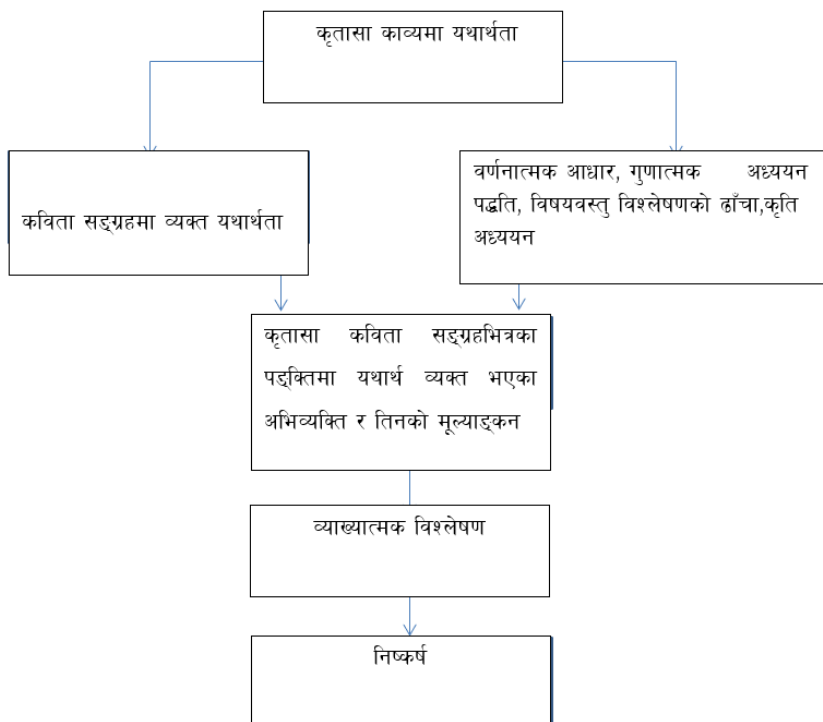 कृतासा काव्यमा यथार्थता
कविता सङ्ग्रहमा व्यक्त यथार्थता
वर्णनात्मक आधार, गुणात्मक अध्ययन
पद्धति, विषयवस्तु विश्लेषणको ढाँचा,कृति
अध्ययन
कृतासा कविता सङ्ग्रहभित्रका
पङ्क्तिमा यथार्थ व्यक्त भएका
अभिव्यक्ति र तिनको मूल्याङ्कन
व्याख्यात्मक विश्लेषण
निष्कर्ष